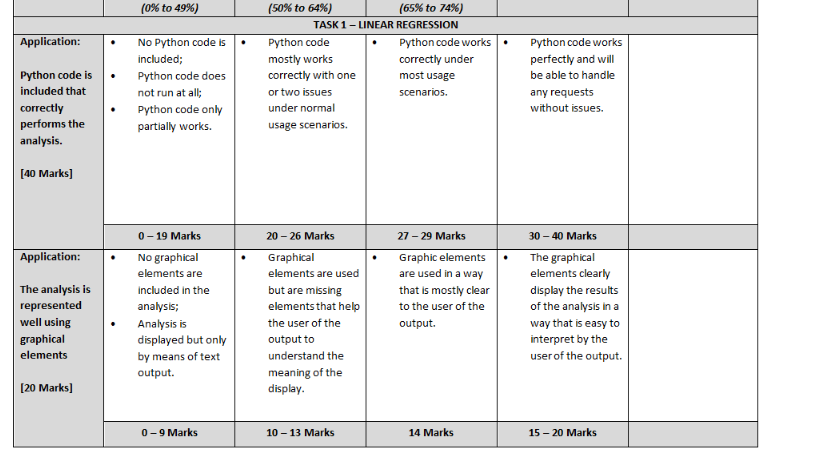 (0% to 49%)
(50% to 64%)
(65% to 74%)
TASK 1 – LINEAR REGRESSION
Application:
Python code is
included that
correctly
performs the
analysis.
[40 Marks]
• No Python code is
included;
• Python code does
not run at all;
• Python code only
partially works.
• Python code
mostly works
correctly with one
or two issues
under normal
usage scenarios.
• Python code works
correctly under
most usage
scenarios.
• Python code works
perfectly and will
be able to handle
any requests
without issues.
0 – 19 Marks
20 – 26 Marks
27 – 29 Marks
30 – 40 Marks
Application:
The analysis is
represented
well using
graphical
elements
[20 Marks]
• No graphical
elements are
included in the
analysis;
• Analysis is
displayed but only
by means of text
output.
• Graphical
elements are used
but are missing
elements that help
the user of the
output to
understand the
meaning of the
display.
• Graphic elements
are used in a way
that is mostly clear
to the user of the
output.
• The graphical
elements clearly
display the results
of the analysis in a
way that is easy to
interpret by the
user of the output.
0 – 9 Marks
10 – 13 Marks
14 Marks
15 – 20 Marks